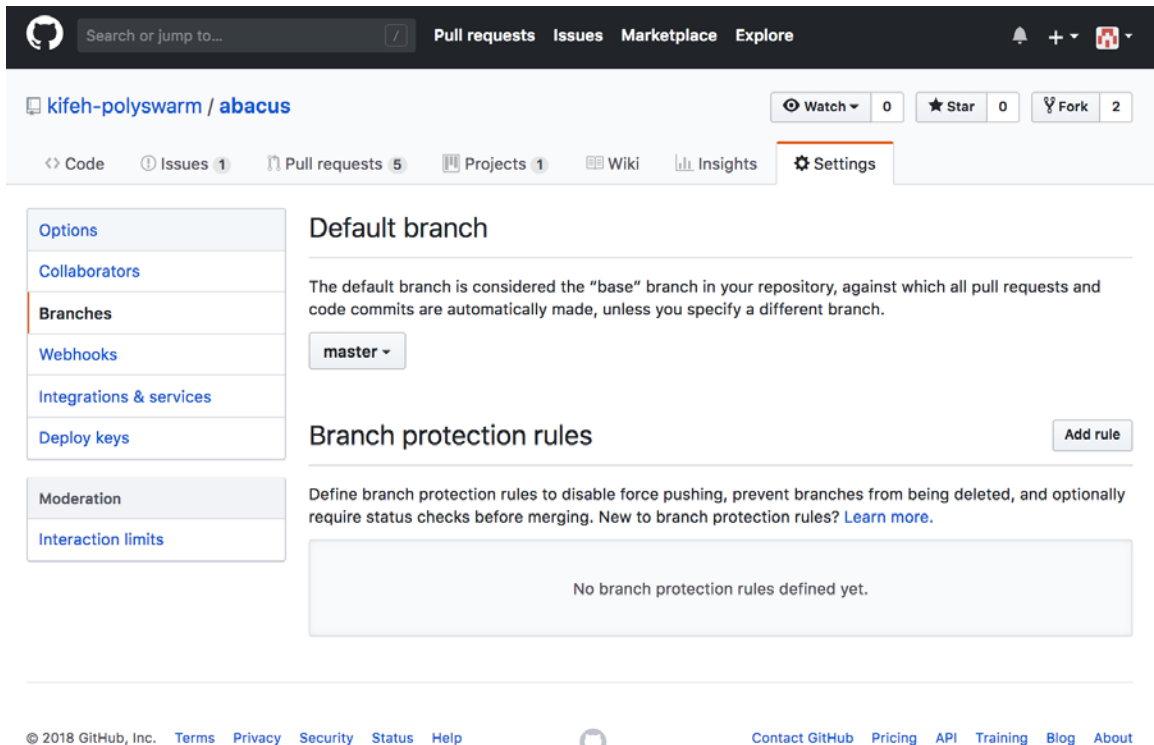 Search or jump to... /
Pull requests Issues Marketplace Explore
kifeh-polyswarm / abacus
Watch 0 Star 0 Fork 2
Code Issues 1 Pull requests 5 Projects 1 Wiki Insights Settings
Options
Collaborators
Branches
Webhooks
Integrations & services
Deploy keys
Moderation
Interaction limits
Default branch
The default branch is considered the “base” branch in your repository, against which all pull requests and
code commits are automatically made, unless you specify a different branch.
master
Branch protection rules
Add rule
Define branch protection rules to disable force pushing, prevent branches from being deleted, and optionally
require status checks before merging. New to branch protection rules? Learn more.
No branch protection rules defined yet.
© 2018 GitHub, Inc. Terms Privacy Security Status Help
Contact GitHub Pricing API Training Blog About